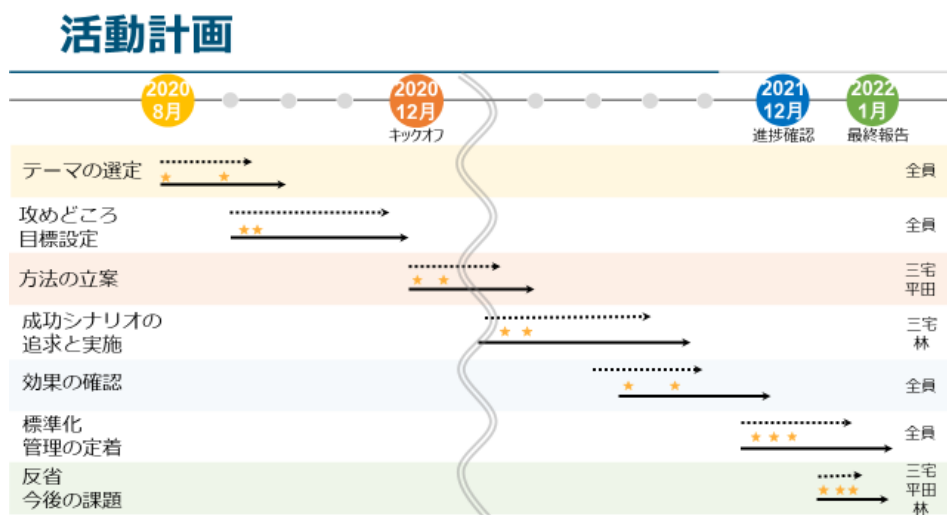 活動計画
2020
8月
2020
12月
2021
12月
2022
1月
キックオフ
進捗確認
最終報告
テーマの選定
全員
攻めどころ
目標設定
全員
方法の立案
三宅
平田
成功シナリオの
追求と実施
三宅
林
効果の確認
全員
標準化
管理の定着
全員
反省
今後の課題
三宅
平田
林